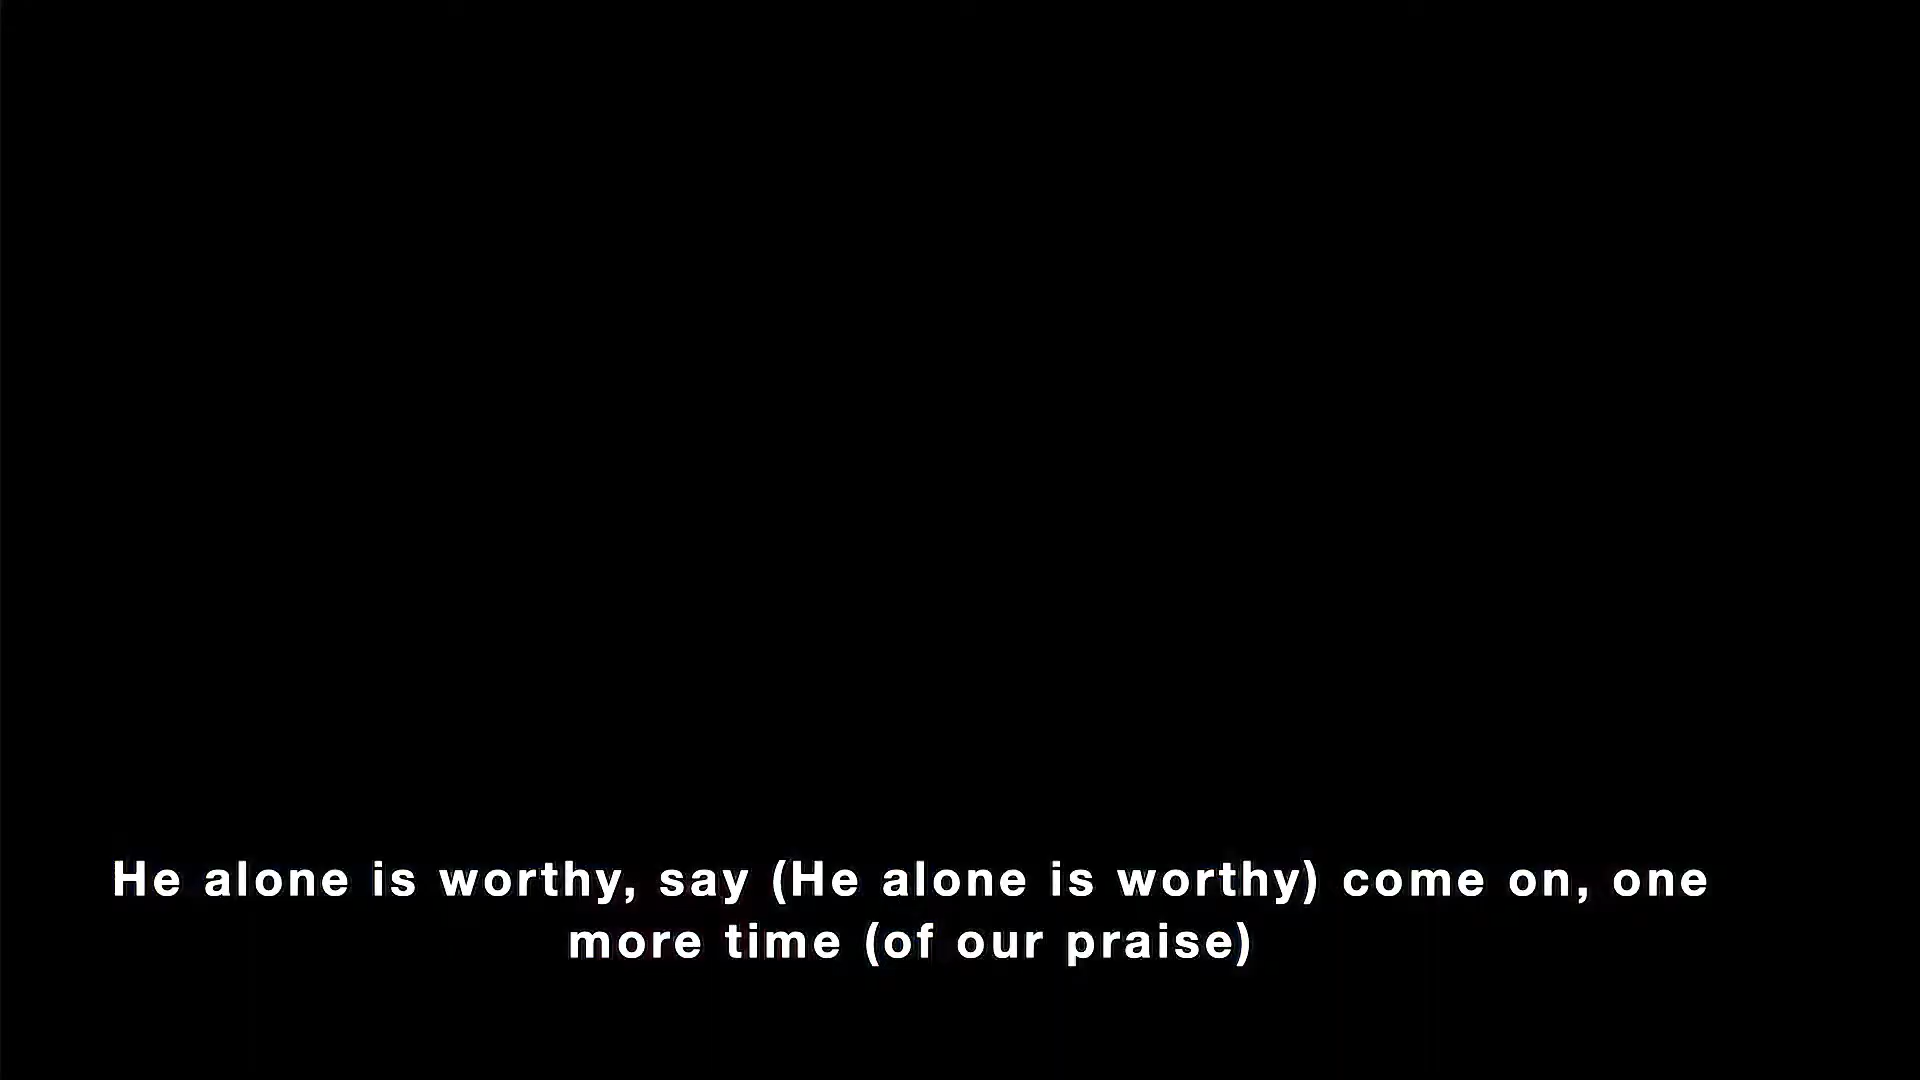 He alone is worthy, say (He alone is worthy) come on, one
more time (of our praise)